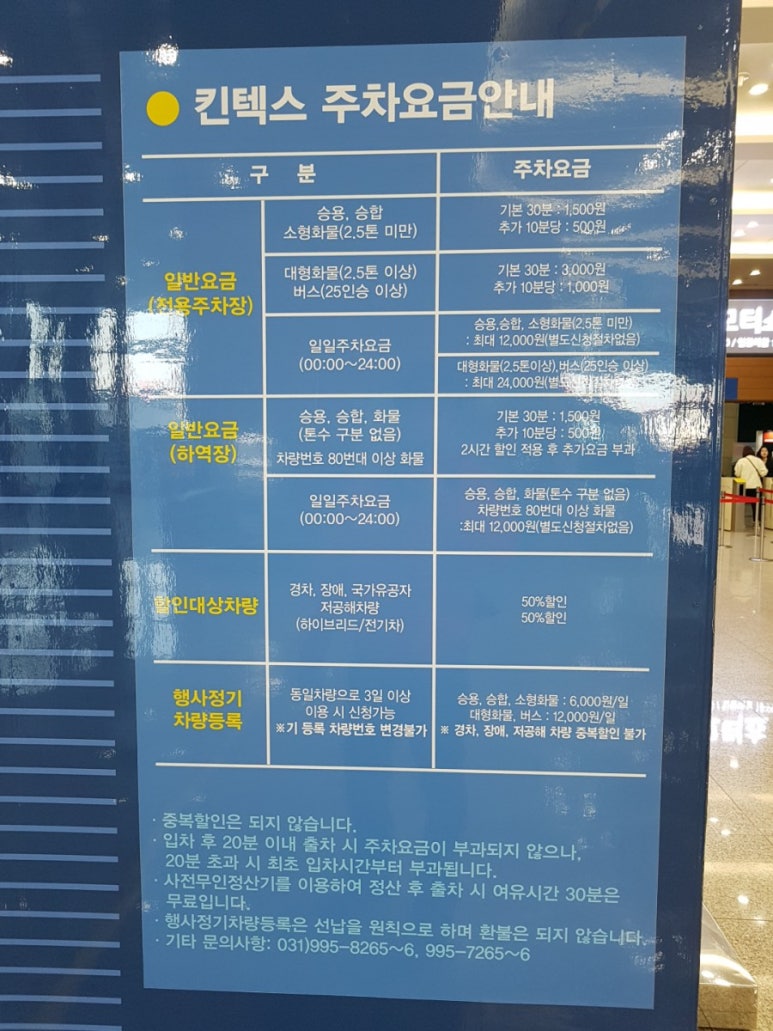 킨텍스 주차요금안내
구 분
주차요금
일반요금
(전용주차장)
승용, 승합
소형화물(2.5톤 미만)
기본 30분 : 1,500원
추가 10분당 : 500원
대형화물(2.5톤 이상)
버스(25인승 이상)
기본 30분 : 3,000원
추가 10분당 : 1,000원
일일주차요금
(00:00~24:00)
승용,승합, 소형화물(2.5톤 미만)
: 최대 12,000원(별도신청절차없음)
대형화물(2.5톤이상),버스(25인승 이상)
: 최대 24,000원(별도신청절차없음)
일반요금
(하역장)
승용, 승합, 화물
(톤수 구분 없음)
차량번호 80번대 이상 화물
기본 30분 : 1,500원
추가 10분당 : 500원
2시간 할인 적용 후 추가요금 부과
일일주차요금
(00:00~24:00)
승용, 승합, 화물(톤수 구분 없음)
차량번호 80번대 이상 화물
:최대 12,000원(별도신청절차없음)
할인대상차량
경차, 장애, 국가유공자
저공해차량
(하이브리드/전기차)
50%할인
50%할인
행사정기
차량등록
동일차량으로 3일 이상
이용 시 신청가능
※기 등록 차량번호 변경불가
승용, 승합, 소형화물 : 6,000원/일
대형화물, 버스 : 12,000원/일
※ 경차, 장애, 저공해 차량 중복할인 불가
· 중복할인은 되지 않습니다.
· 입차 후 20분 이내 출차 시 주차요금이 부과되지 않으나,
20분 초과 시 최초 입차시간부터 부과됩니다.
· 사전무인정산기를 이용하여 정산 후 출차 시 여유시간 30분은
무료입니다.
· 행사정기차량등록은 선납을 원칙으로 하며 환불은 되지 않습니다.
· 기타 문의사항: 031)995-8265~6, 995-7265~6